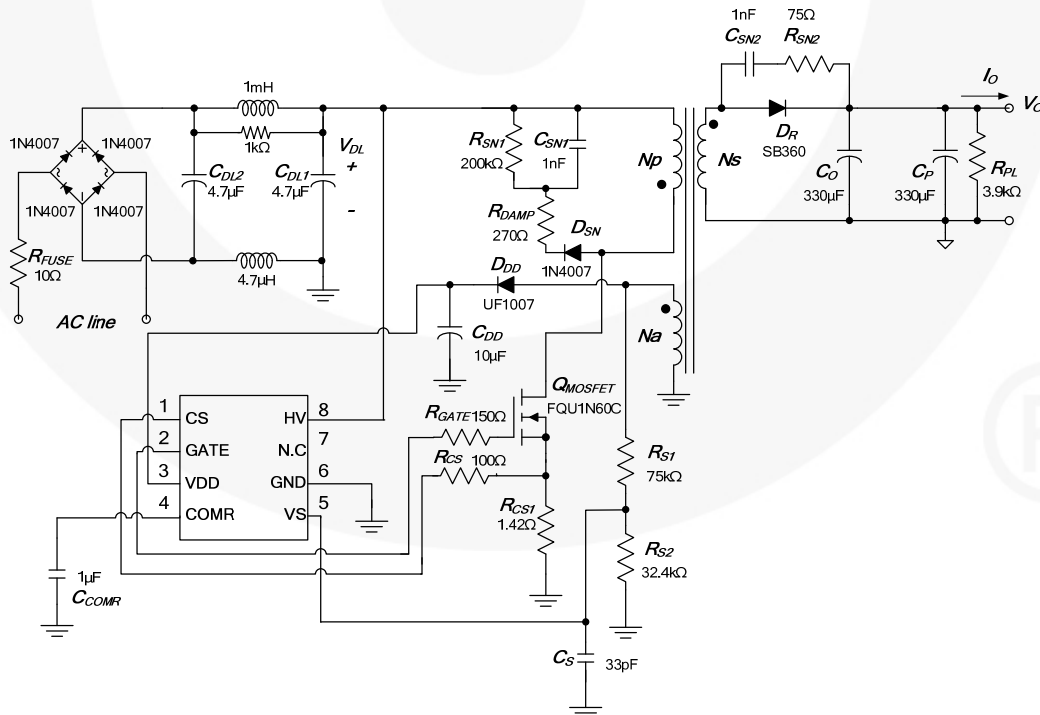 1nF 75Ω
CSN2 RSN2
IO
VO
1mH
1N4007 1N4007
1kΩ
VDL
+
-
CDL2
4.7µF
CDL1
4.7µF
RSN1
200kΩ
CSN1
1nF
Np Ns
DR
SB360
CO
330µF
CP
330µF
RPL
3.9kΩ
1N4007 1N4007
RFUSE
10Ω
4.7µH
RDAMP
270Ω
DSN
1N4007
DDD
UF1007
AC line
CDD
10µF
Na
QMOSFET
FQU1N60C
1 CS HV 8
2 GATE N.C 7
3 VDD GND 6
4 COMR VS 5
RGATE 150Ω
RCS 100Ω
RCS1
1.42Ω
RS1
75kΩ
RS2
32.4kΩ
1µF
CCOMR
CS
33pF
R